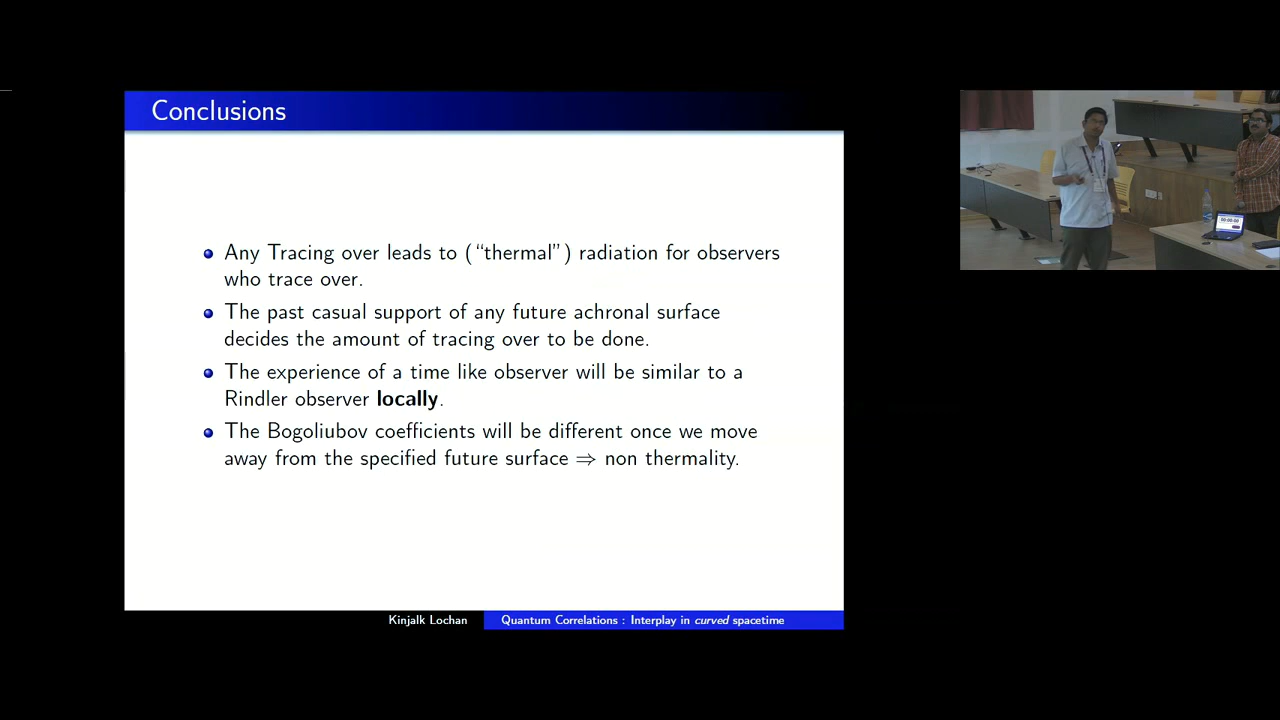 Conclusions
Any Tracing over leads to (“thermal”) radiation for observers
who trace over.
The past casual support of any future achronal surface
decides the amount of tracing over to be done.
The experience of a time like observer will be similar to a
Rindler observer locally.
The Bogoliubov coefficients will be different once we move
away from the specified future surface ⇒ non thermality.
Kinjalk Lochan
Quantum Correlations : Interplay in curved spacetime
00:00:00